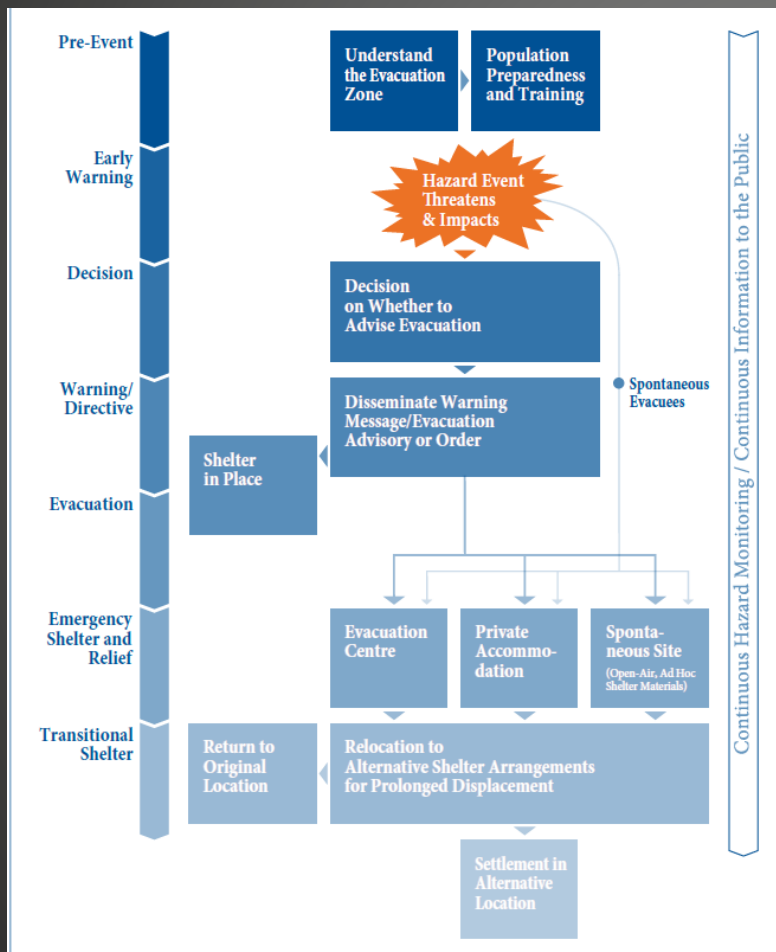 Pre-Event
Understand
the Evacuation
Zone
Population
Preparedness
and Training
Early
Warning
Hazard Event
Threatens
& Impacts
Decision
Decision
on Whether to
Advise Evacuation
Warning/
Directive
Disseminate Warning
Message/Evacuation
Advisory or Order
Spontaneous
Evacuees
Shelter
in Place
Evacuation
Emergency
Shelter and
Relief
Evacuation
Centre
Private
Accommo-
dation
Sponta-
neous Site
(Open-Air, Ad Hoc
Shelter Materials)
Transitional
Shelter
Return to
Original
Location
Relocation to
Alternative Shelter Arrangements
for Prolonged Displacement
Settlement in
Alternative
Location
Continuous Hazard Monitoring / Continuous Information to the Public